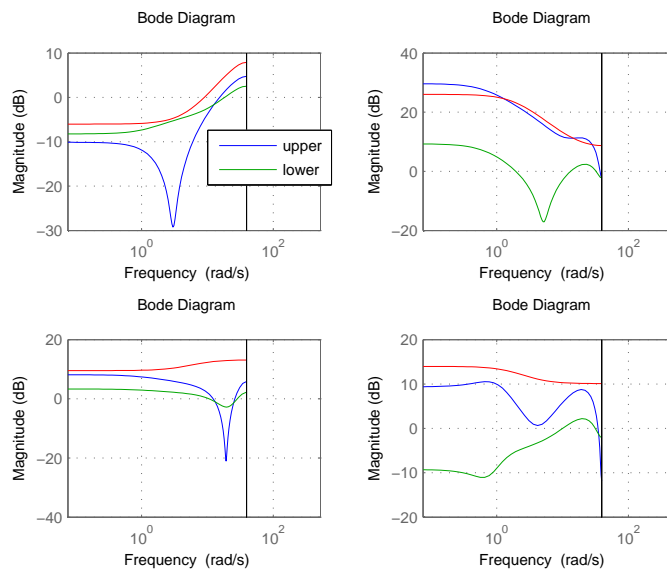 Bode Diagram
Magnitude (dB)
10
0
−10
−20
−30
10^0
10^2
Frequency (rad/s)
upper
lower
Bode Diagram
Magnitude (dB)
40
20
0
−20
10^0
10^2
Frequency (rad/s)
Bode Diagram
Magnitude (dB)
20
0
−20
−40
10^0
10^2
Frequency (rad/s)
Bode Diagram
Magnitude (dB)
20
10
0
−10
−20
10^0
10^2
Frequency (rad/s)